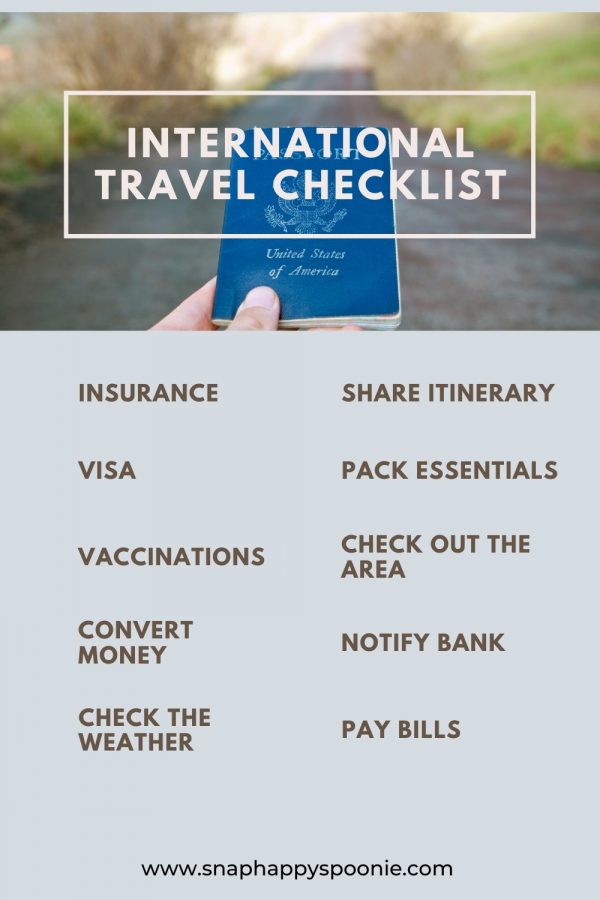 INTERNATIONAL
TRAVEL CHECKLIST
PASSPORT
United States
of America
INSURANCE
VISA
VACCINATIONS
CONVERT
MONEY
CHECK THE
WEATHER
SHARE ITINERARY
PACK ESSENTIALS
CHECK OUT THE
AREA
NOTIFY BANK
PAY BILLS
www.snaphappyspoonie.com